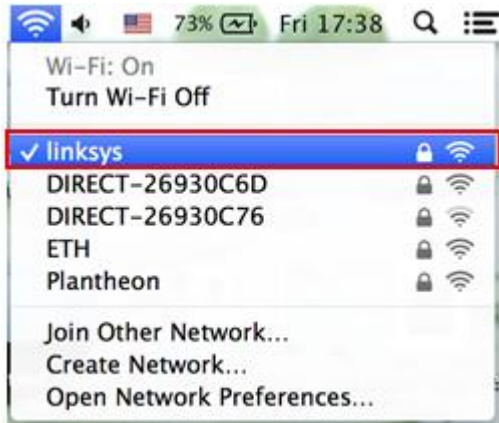 73% Fri 17:38
Wi-Fi: On
Turn Wi-Fi Off
✓ linksys
DIRECT-26930C6D
DIRECT-26930C76
ETH
Plantheon
Join Other Network...
Create Network...
Open Network Preferences...